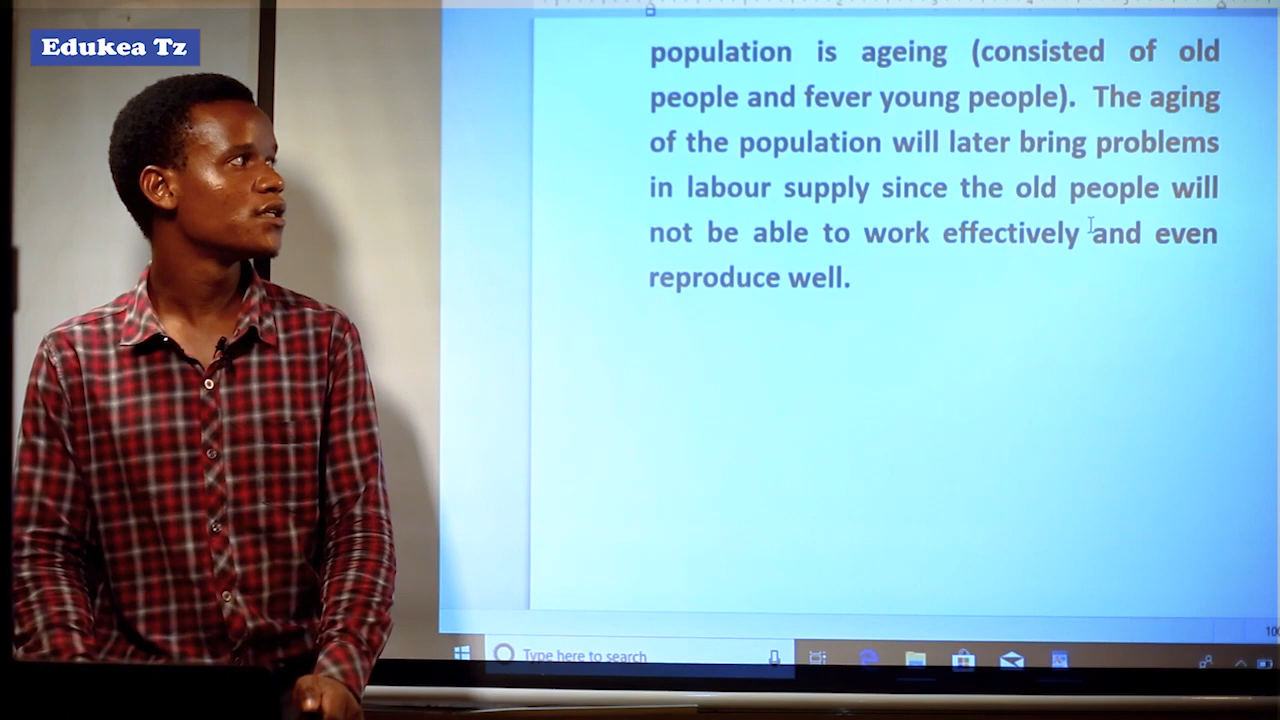 Edukea Tz
population is ageing (consisted of old
people and fever young people). The aging
of the population will later bring problems
in labour supply since the old people will
not be able to work effectively and even
reproduce well.
100
Type here to search